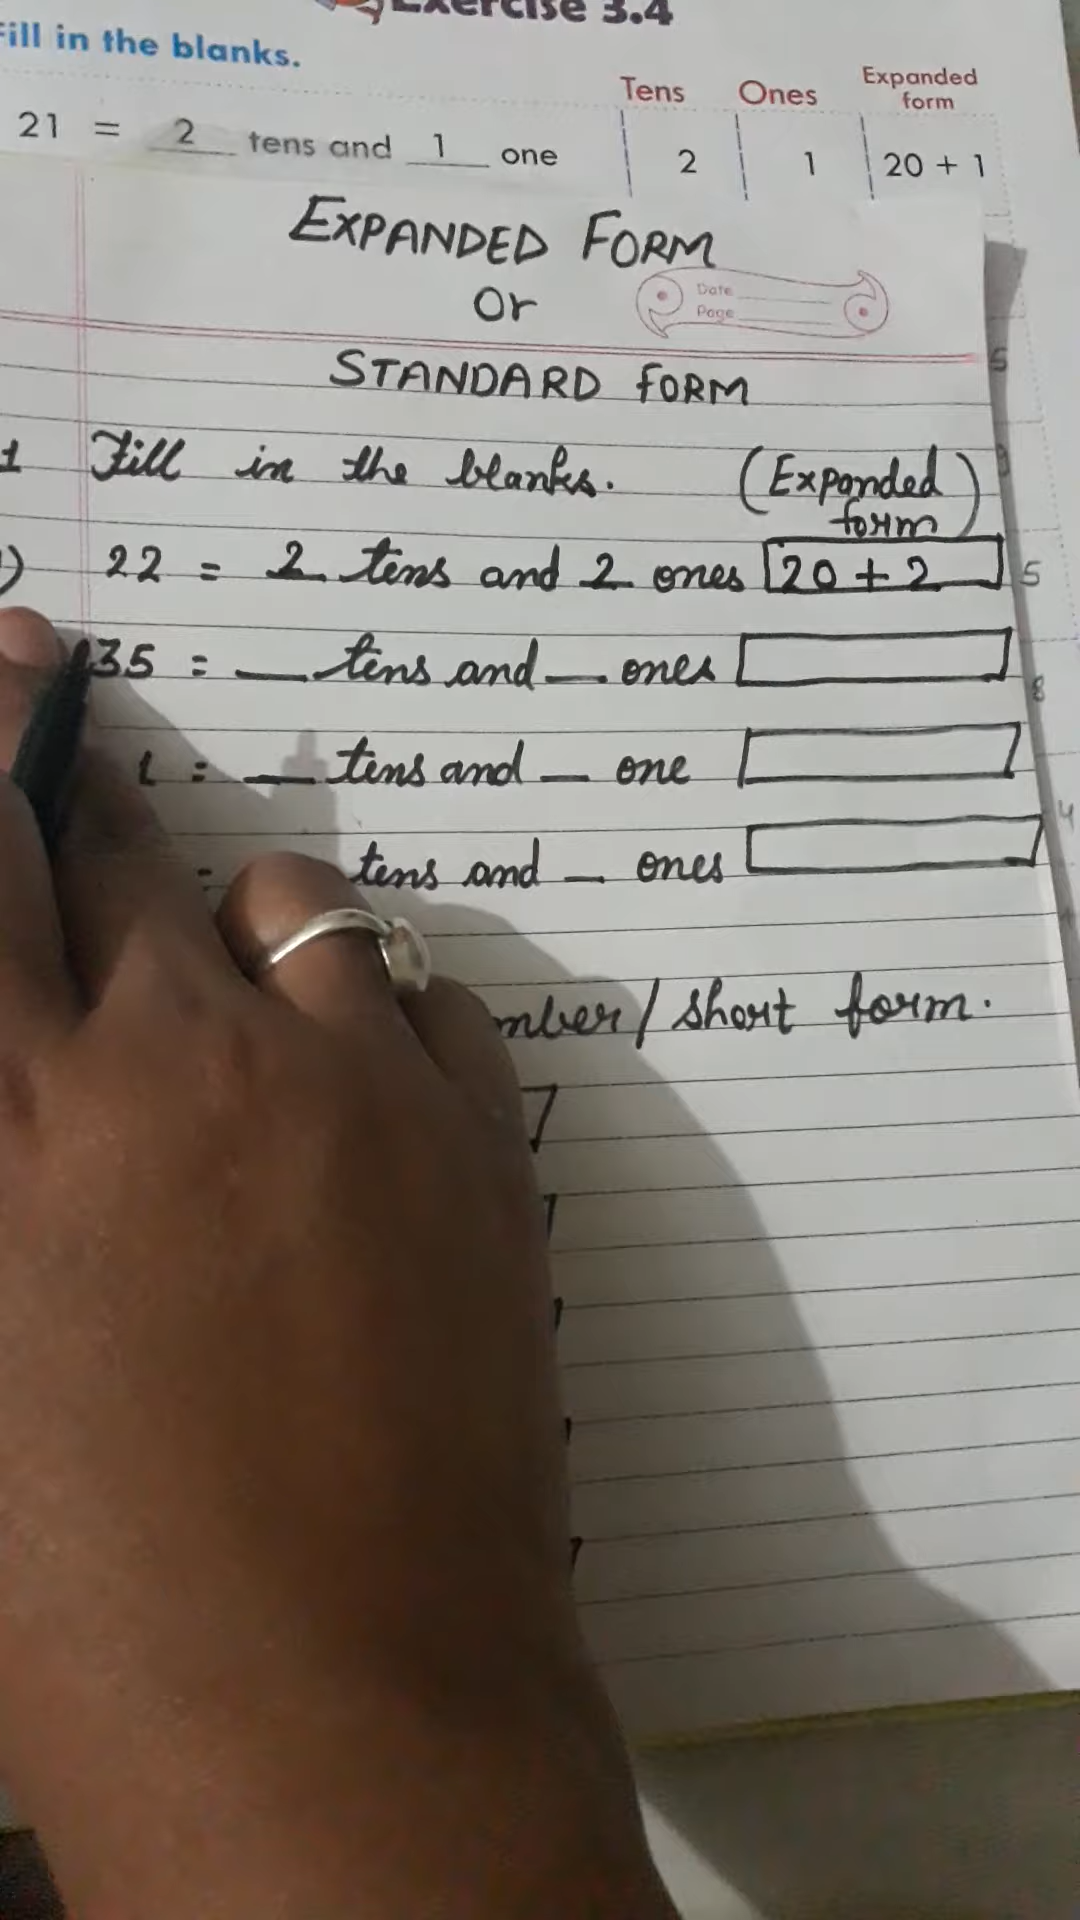 Exercise 3.4
Fill in the blanks.
Tens Ones Expanded form
21 = 2 tens and 1 one 2 1 20 + 1
EXPANDED FORM
Or
Date
Page
STANDARD FORM
1 Fill in the blanks. (Expanded form)
22 = 2 tens and 2 ones 20 + 2
35 = __ tens and __ ones
= __ tens and __ one
= tens and __ ones
short form.